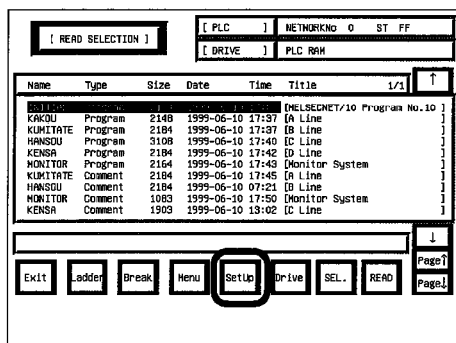 [ READ SELECTION ]
[ PLC ] NETWORKNo 0 ST FF
[ DRIVE ] PLC RAM
Name Type Size Date Time Title 1/1 ↑
[MELSECNET/10 Program No.10 ]
KAKOU Program 2148 1999-06-10 17:37 [A Line ]
KUMITATE Program 2184 1999-06-10 17:37 [B Line ]
HANSOU Program 3108 1999-06-10 17:40 [C Line ]
KENSA Program 2184 1999-06-10 17:42 [D Line ]
MONITOR Program 2164 1999-06-10 17:43 [Monitor System ]
KUMITATE Comment 2184 1999-06-10 17:45 [A Line ]
HANSOU Comment 2184 1999-06-10 07:21 [B Line ]
MONITOR Comment 1083 1999-06-10 17:50 [Monitor System ]
KENSA Comment 1903 1999-06-10 13:02 [C Line ]
↓
Exit Ladder Break Menu SetUp Drive SEL. READ Page↑
Page↓